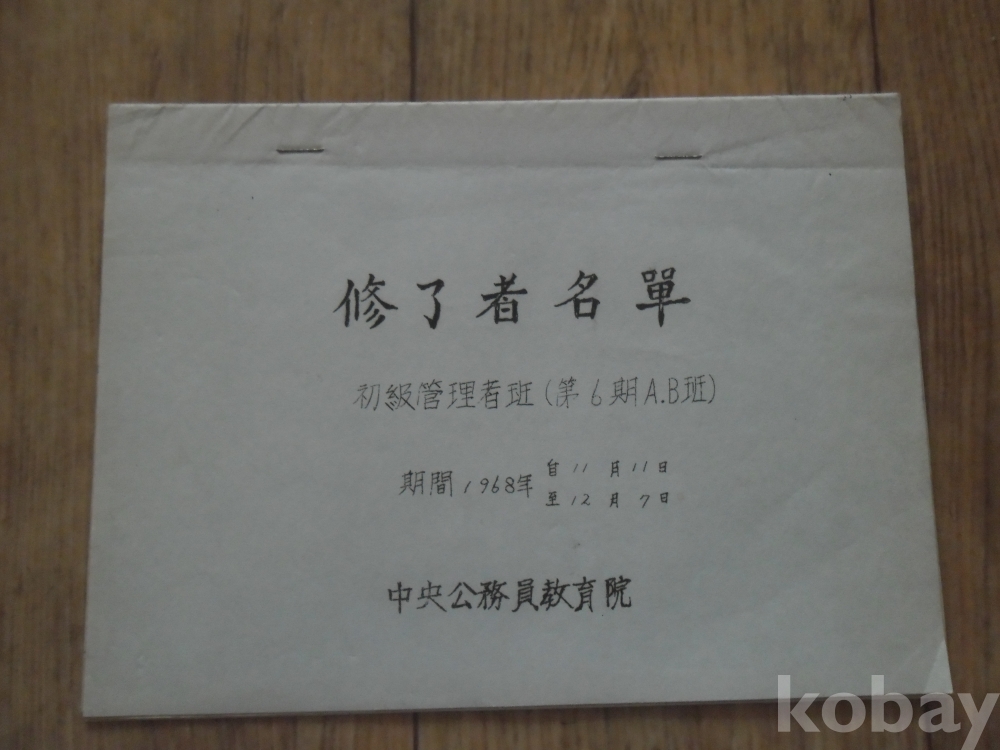 修了者名單
初級管理者班(第6期A.B班)
期間1968年 自11月11日
至12月7日
中央公務員教育院
kobay